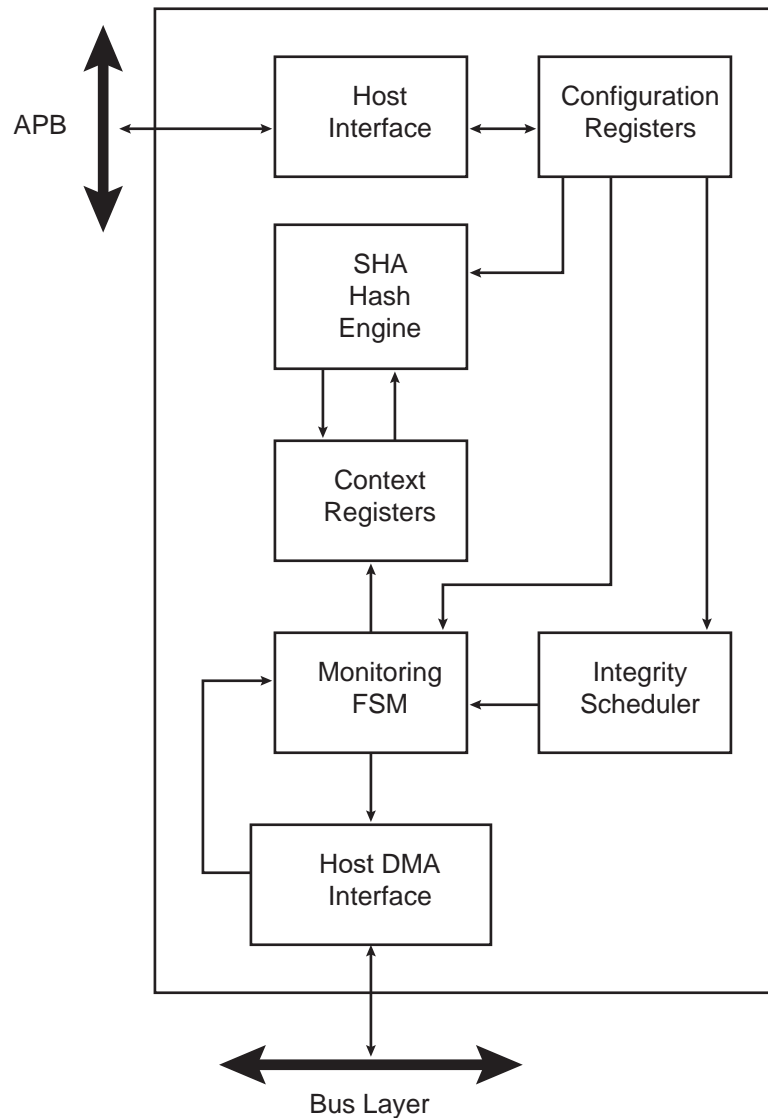 APB
Host
Interface
Configuration
Registers
SHA
Hash
Engine
Context
Registers
Monitoring
FSM
Integrity
Scheduler
Host DMA
Interface
Bus Layer